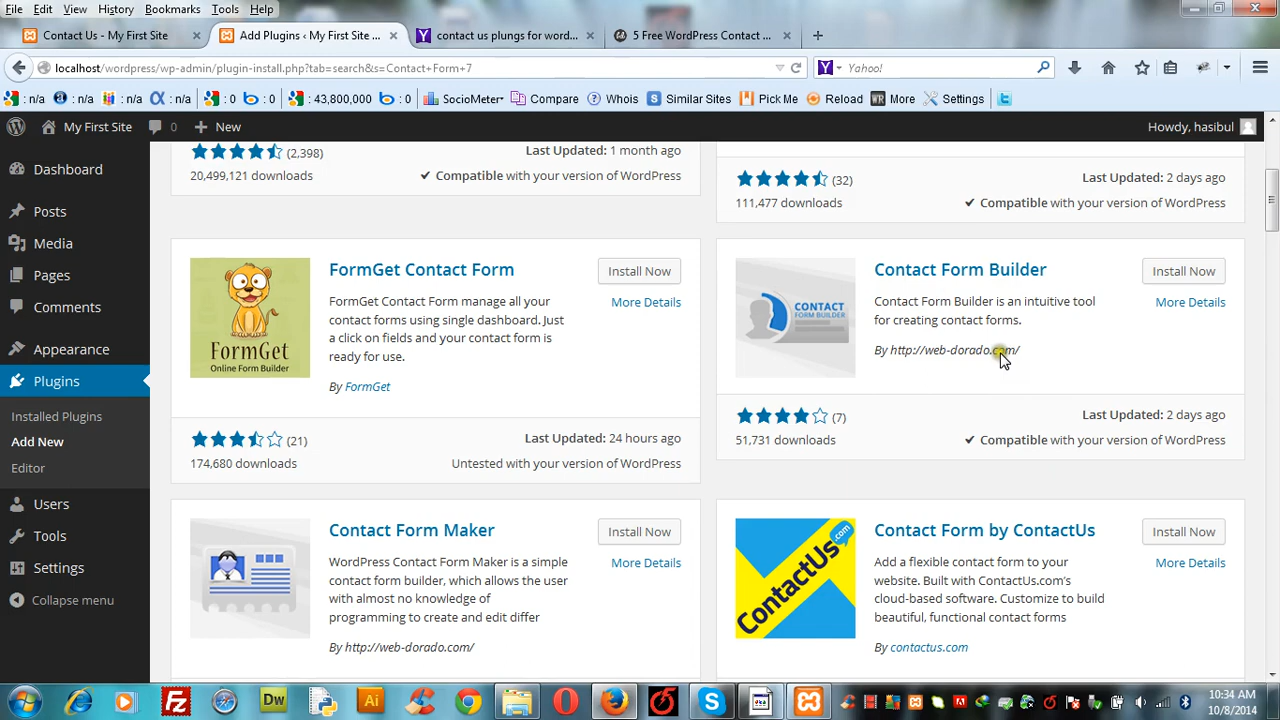 File Edit View History Bookmarks Tools Help
Contact Us - My First Site × Add Plugins ‹ My First Site ... × contact us plungs for word... × 5 Free WordPress Contact ... × +
localhost/wordpress/wp-admin/plugin-install.php?tab=search&s=Contact+Form+7
Yahoo!
: n/a : n/a : n/a : n/a : 0 : 0 : 43,800,000 : 0 SocioMeter Compare Whois Similar Sites Pick Me Reload More Settings
My First Site 0 + New Howdy, hasibul
Dashboard
Posts
Media
Pages
Comments
Appearance
Plugins
Installed Plugins
Add New
Editor
Users
Tools
Settings
Collapse menu
(2,398) Last Updated: 1 month ago
20,499,121 downloads ✔ Compatible with your version of WordPress
(32) Last Updated: 2 days ago
111,477 downloads ✔ Compatible with your version of WordPress
FormGet
Online Form Builder
FormGet Contact Form
Install Now
More Details
FormGet Contact Form manage all your
contact forms using single dashboard. Just
a click on fields and your contact form is
ready for use.
By FormGet
(21) Last Updated: 24 hours ago
174,680 downloads Untested with your version of WordPress
CONTACT
FORM BUILDER
Contact Form Builder
Install Now
More Details
Contact Form Builder is an intuitive tool
for creating contact forms.
By http://web-dorado.com/
(7) Last Updated: 2 days ago
51,731 downloads ✔ Compatible with your version of WordPress
Contact Form Maker
Install Now
More Details
WordPress Contact Form Maker is a simple
contact form builder, which allows the user
with almost no knowledge of
programming to create and edit differ
By http://web-dorado.com/
ContactUs
.com
Contact Form by ContactUs
Install Now
More Details
Add a flexible contact form to your
website. Built with ContactUs.com's
cloud-based software. Customize to build
beautiful, functional contact forms
By contactus.com
10:34 AM
10/8/2014